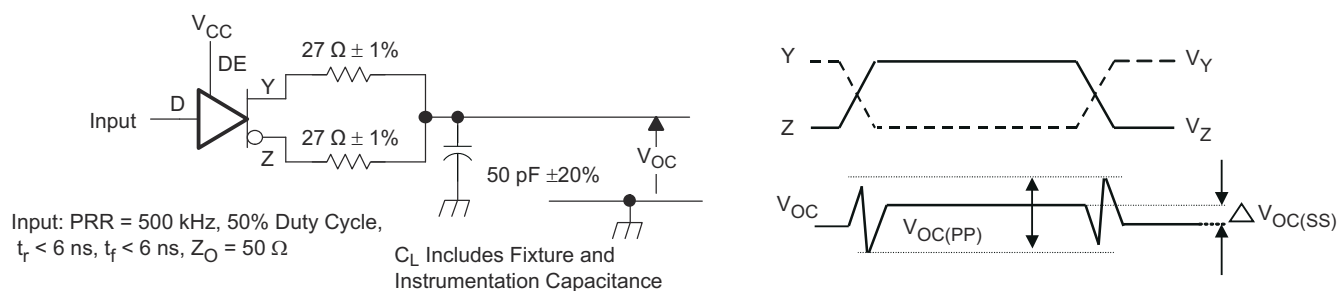 V_CC
DE
27 Ω ± 1%
Y
D
Input
27 Ω ± 1%
Z
50 pF ±20%
V_OC
Input: PRR = 500 kHz, 50% Duty Cycle,
t_r < 6 ns, t_f < 6 ns, Z_O = 50 Ω
C_L Includes Fixture and
Instrumentation Capacitance
Y
V_Y
Z
V_Z
V_OC
V_OC(PP)
△ V_OC(SS)